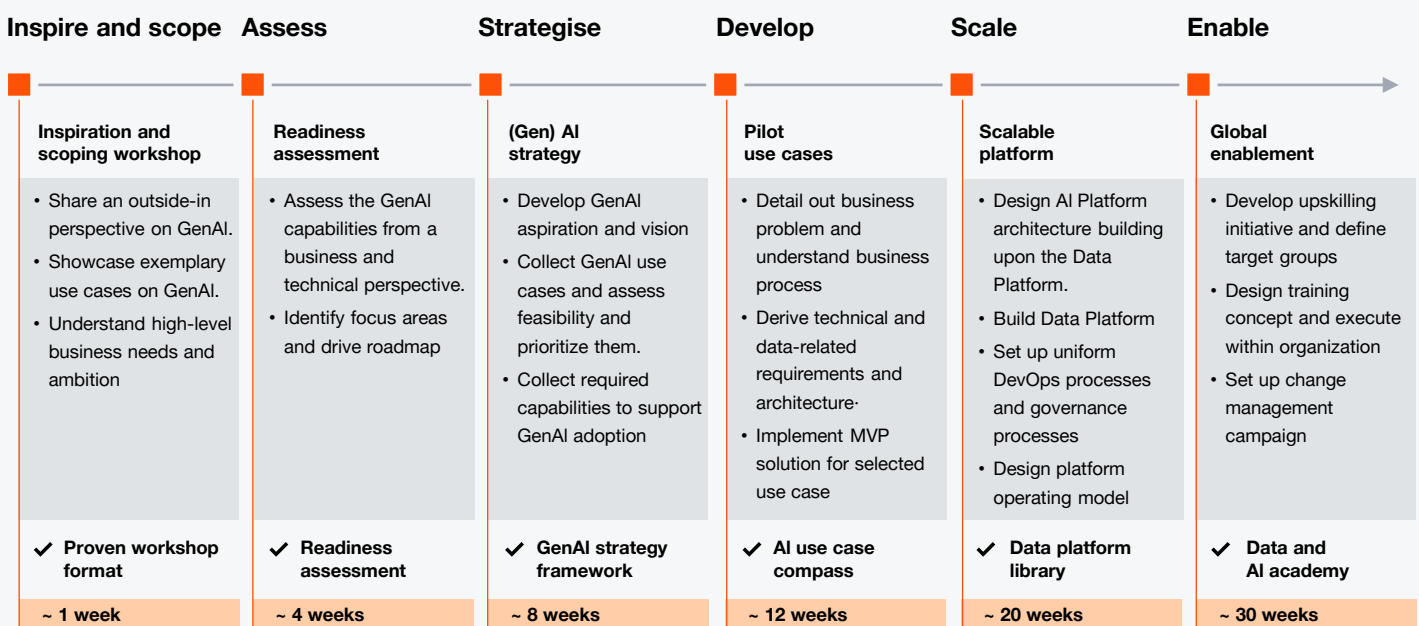 Inspire and scope
Assess
Strategise
Develop
Scale
Enable
Inspiration and
scoping workshop
• Share an outside-in
perspective on GenAI.
• Showcase exemplary
use cases on GenAI.
• Understand high-level
business needs and
ambition
✓ Proven workshop
format
~ 1 week
Readiness
assessment
• Assess the GenAI
capabilities from a
business and
technical perspective.
• Identify focus areas
and drive roadmap
✓ Readiness
assessment
~ 4 weeks
(Gen) AI
strategy
• Develop GenAI
aspiration and vision
• Collect GenAI use
cases and assess
feasibility and
prioritize them.
• Collect required
capabilities to support
GenAI adoption
✓ GenAI strategy
framework
~ 8 weeks
Pilot
use cases
• Detail out business
problem and
understand business
process
• Derive technical and
data-related
requirements and
architecture·
• Implement MVP
solution for selected
use case
✓ AI use case
compass
~ 12 weeks
Scalable
platform
• Design AI Platform
architecture building
upon the Data
Platform.
• Build Data Platform
• Set up uniform
DevOps processes
and governance
processes
• Design platform
operating model
✓ Data platform
library
~ 20 weeks
Global
enablement
• Develop upskilling
initiative and define
target groups
• Design training
concept and execute
within organization
• Set up change
management
campaign
✓ Data and
AI academy
~ 30 weeks